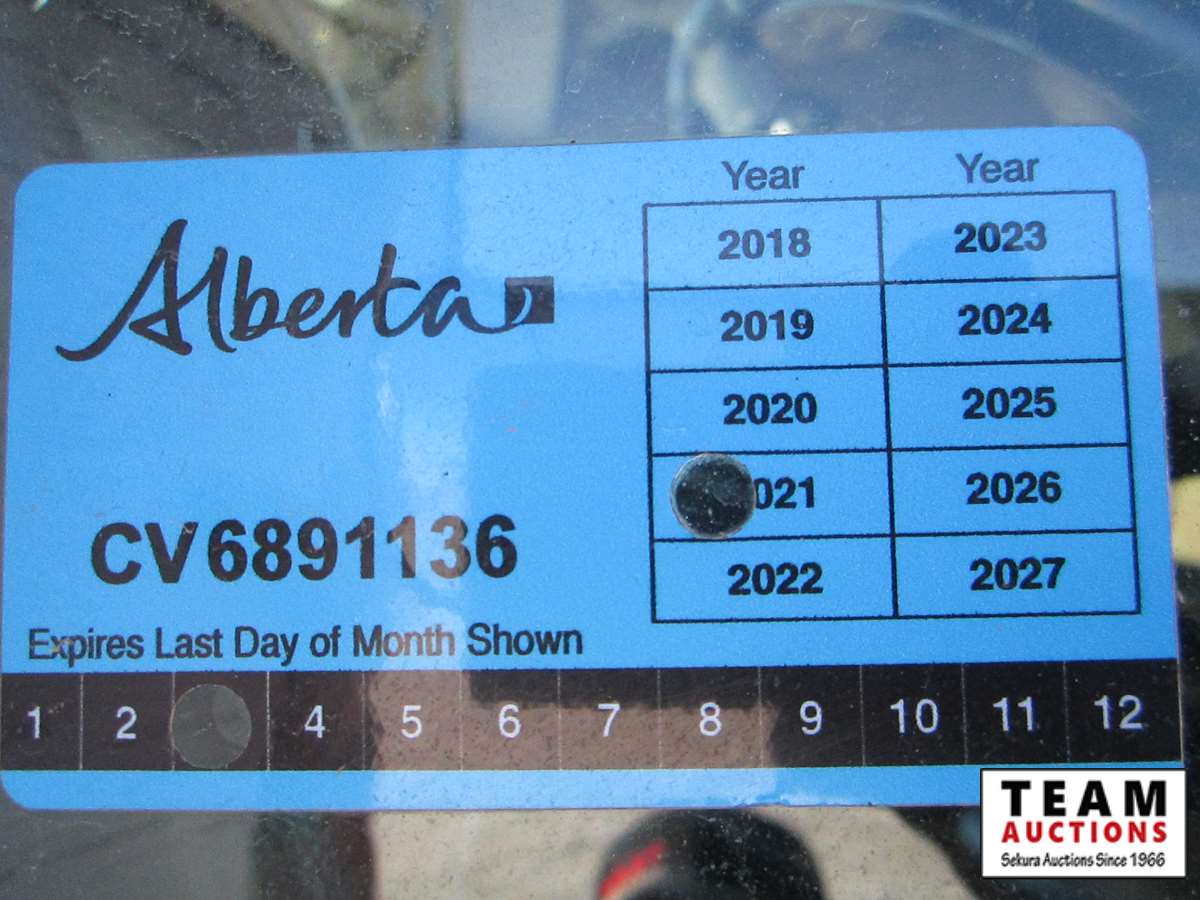 Alberta
CV6891136
Expires Last Day of Month Shown
Year Year
2018 2023
2019 2024
2020 2025
021 2026
2022 2027
1 2 4 5 6 7 8 9 10 11 12
TEAM
AUCTIONS
Sekura Auctions Since 1966